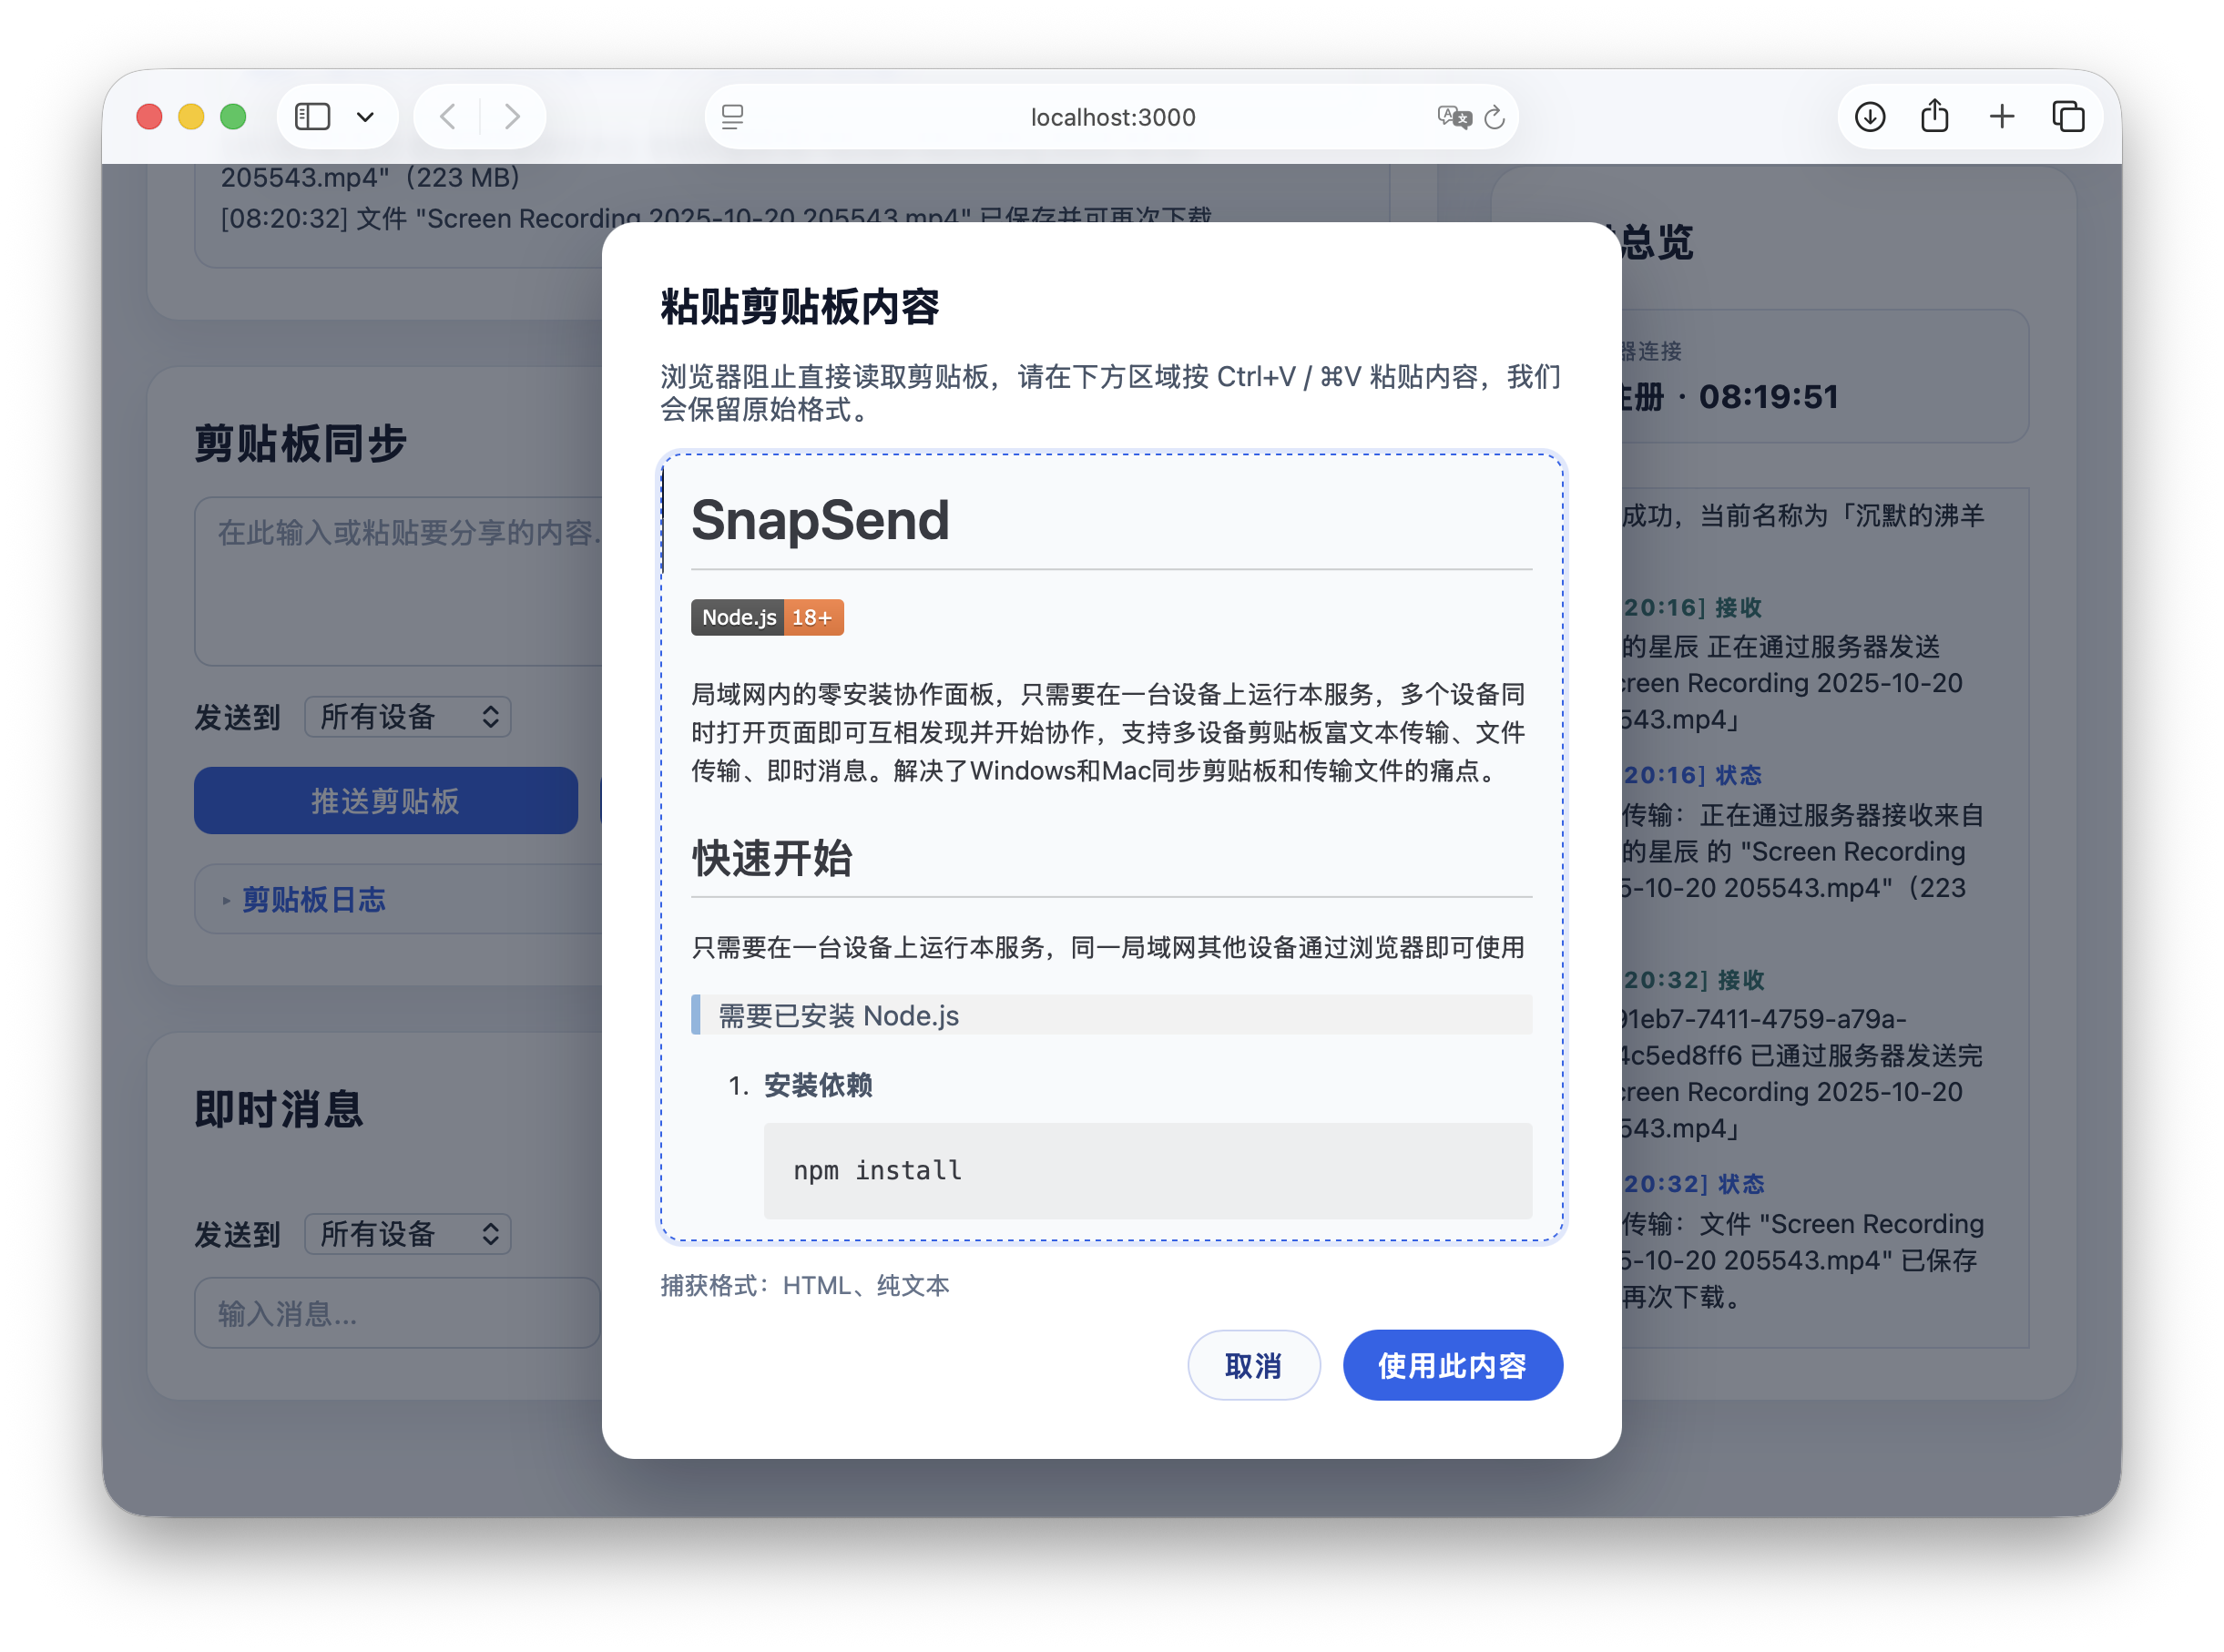 localhost:3000
205543.mp4"（223 MB）
[08:20:32] 文件 "Screen Recording 2025-10-20 205543.mp4" 已保存并可再次下载
剪贴板同步
在此输入或粘贴要分享的内容.
发送到 所有设备
推送剪贴板
剪贴板日志
即时消息
发送到 所有设备
输入消息...
粘贴剪贴板内容
浏览器阻止直接读取剪贴板，请在下方区域按 Ctrl+V / ⌘V 粘贴内容，我们
会保留原始格式。
SnapSend
Node.js 18+
局域网内的零安装协作面板，只需要在一台设备上运行本服务，多个设备同
时打开页面即可互相发现并开始协作，支持多设备剪贴板富文本传输、文件
传输、即时消息。解决了Windows和Mac同步剪贴板和传输文件的痛点。
快速开始
只需要在一台设备上运行本服务，同一局域网其他设备通过浏览器即可使用
需要已安装 Node.js
1. 安装依赖
npm install
捕获格式：HTML、纯文本
取消
使用此内容
总览
器连接
册 · 08:19:51
成功，当前名称为「沉默的沸羊
20:16] 接收
的星辰 正在通过服务器发送
creen Recording 2025-10-20
543.mp4」
20:16] 状态
传输：正在通过服务器接收来自
的星辰 的 "Screen Recording
5-10-20 205543.mp4"（223
20:32] 接收
91eb7-7411-4759-a79a-
4c5ed8ff6 已通过服务器发送完
creen Recording 2025-10-20
543.mp4」
20:32] 状态
传输：文件 "Screen Recording
5-10-20 205543.mp4" 已保存
再次下载。